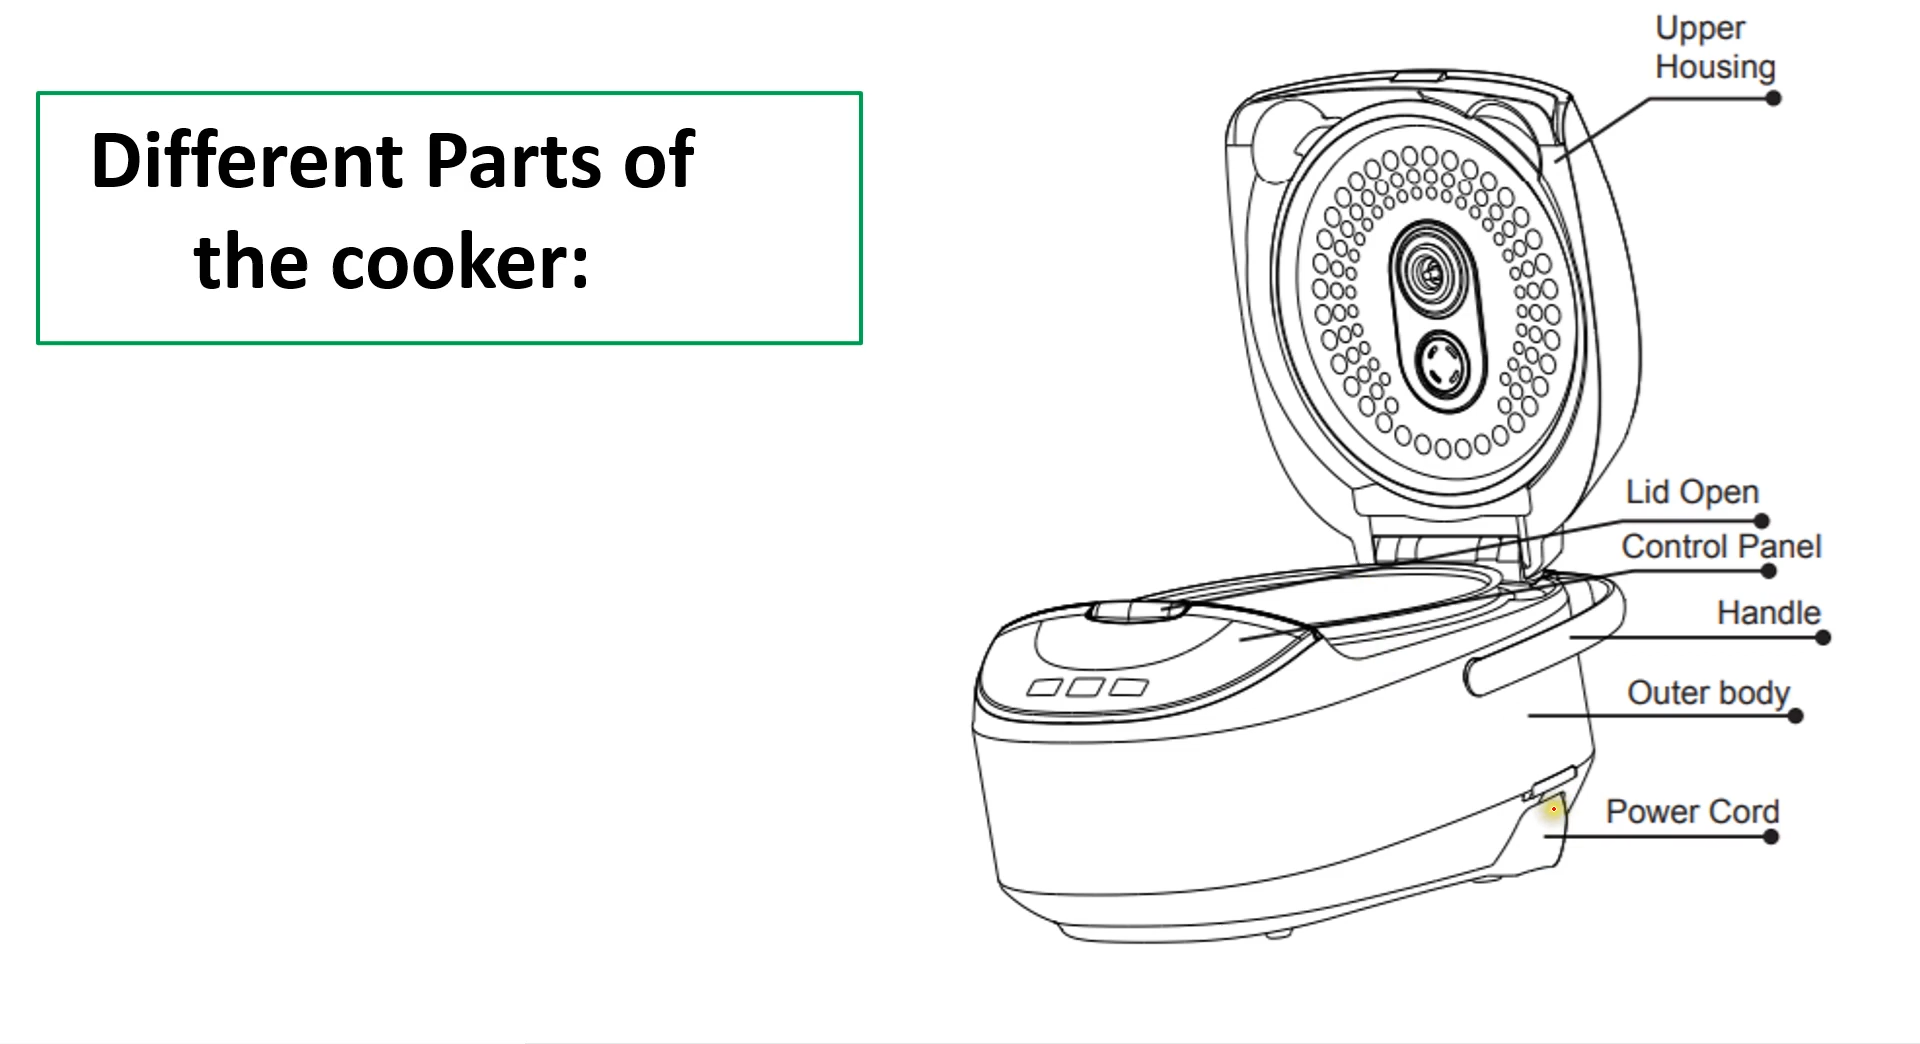 Different Parts of
the cooker:
Upper
Housing
Lid Open
Control Panel
Handle
Outer body
Power Cord